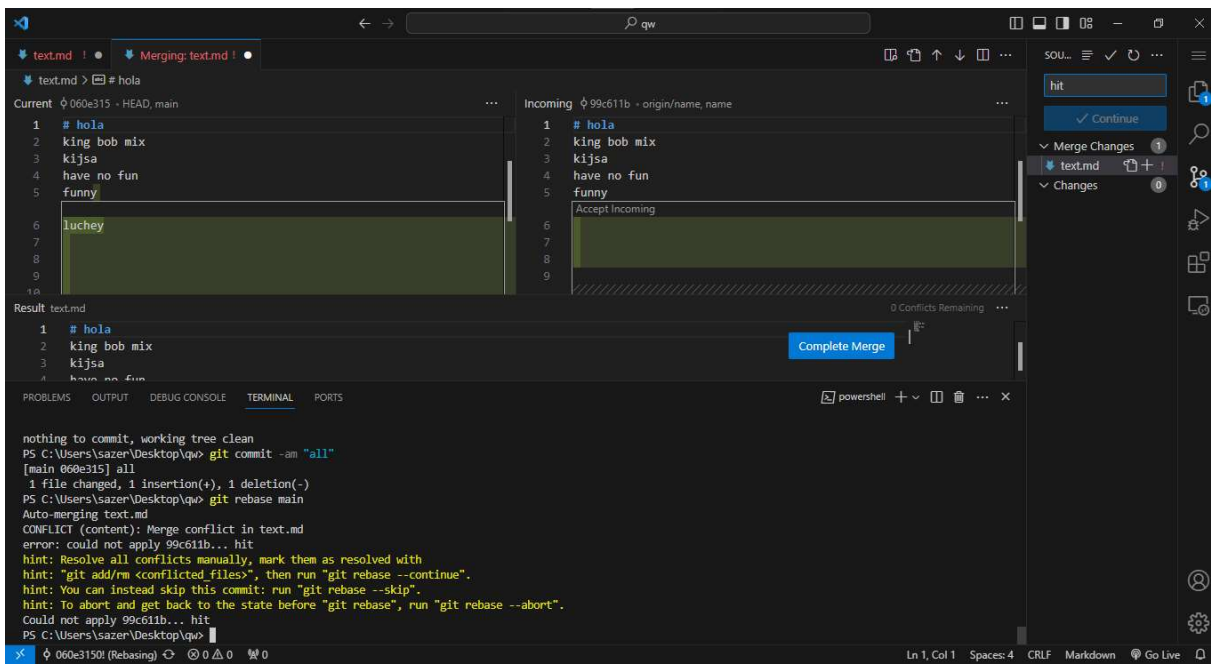 qw
text.md ! Merging: text.md !
text.md > # hola
Current 060e315 • HEAD, main
1 # hola
2 king bob mix
3 kijsa
4 have no fun
5 funny
6 luchey
7
8
9
10
Incoming 99c611b • origin/name, name
1 # hola
2 king bob mix
3 kijsa
4 have no fun
5 funny
Accept Incoming
6
7
8
9
Result text.md
0 Conflicts Remaining
1 # hola
2 king bob mix
3 kijsa
4 have no fun
Complete Merge
SOU...
hit
Continue
Merge Changes 1
text.md !
Changes 0
1
1
PROBLEMS OUTPUT DEBUG CONSOLE TERMINAL PORTS
powershell
nothing to commit, working tree clean
PS C:\Users\sazer\Desktop\qw> git commit -am "all"
[main 060e315] all
1 file changed, 1 insertion(+), 1 deletion(-)
PS C:\Users\sazer\Desktop\qw> git rebase main
Auto-merging text.md
CONFLICT (content): Merge conflict in text.md
error: could not apply 99c611b... hit
hint: Resolve all conflicts manually, mark them as resolved with
hint: "git add/rm <conflicted_files>", then run "git rebase --continue".
hint: You can instead skip this commit: run "git rebase --skip".
hint: To abort and get back to the state before "git rebase", run "git rebase --abort".
Could not apply 99c611b... hit
PS C:\Users\sazer\Desktop\qw>
060e3150! (Rebasing) 0 0 0
Ln 1, Col 1 Spaces: 4 CRLF Markdown Go Live